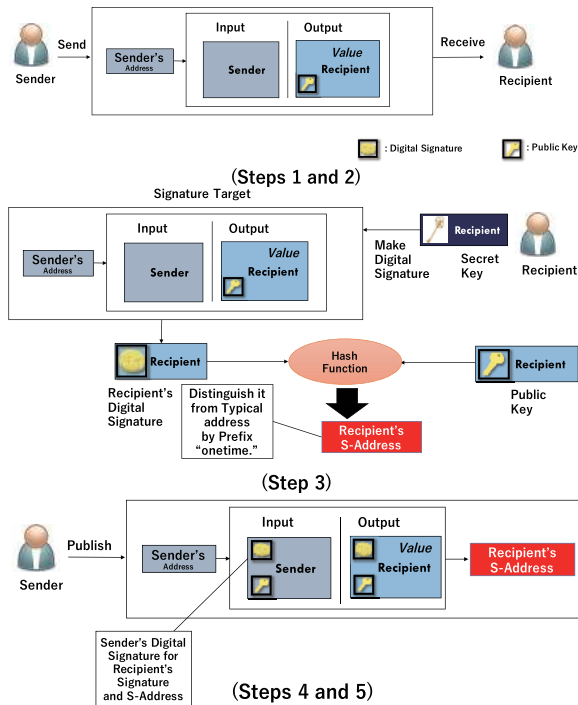 Input
Output
Send
Sender's
Address
Sender
Value
Recipient
Receive
Sender
Recipient
: Digital Signature
: Public Key
(Steps 1 and 2)
Signature Target
Input
Output
Sender's
Address
Sender
Value
Recipient
Make
Digital
Signature
Recipient
Secret
Key
Recipient
Recipient
Recipient's
Digital
Signature
Hash
Function
Recipient
Public
Key
Distinguish it
from Typical
address
by Prefix
“onetime.”
Recipient's
S-Address
(Step 3)
Publish
Sender
Input
Output
Sender's
Address
Sender
Value
Recipient
Recipient's
S-Address
Sender's Digital
Signature for
Recipient's
Signature
and S-Address
(Steps 4 and 5)